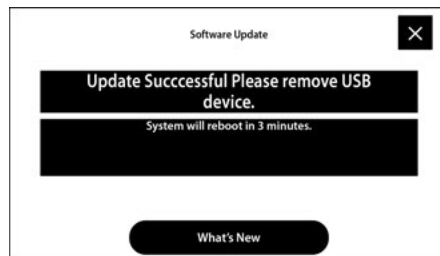 Software Update
Update Succcessful Please remove USB
device.
System will reboot in 3 minutes.
What's New